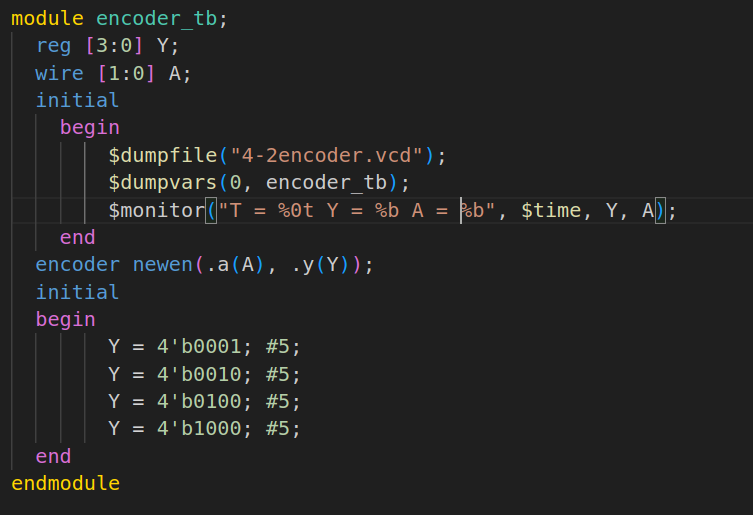 module encoder_tb;
reg [3:0] Y;
wire [1:0] A;
initial
begin
$dumpfile("4-2encoder.vcd");
$dumpvars(0, encoder_tb);
$monitor("T = %0t Y = %b A = %b", $time, Y, A);
end
encoder newen(.a(A), .y(Y));
initial
begin
Y = 4'b0001; #5;
Y = 4'b0010; #5;
Y = 4'b0100; #5;
Y = 4'b1000; #5;
end
endmodule